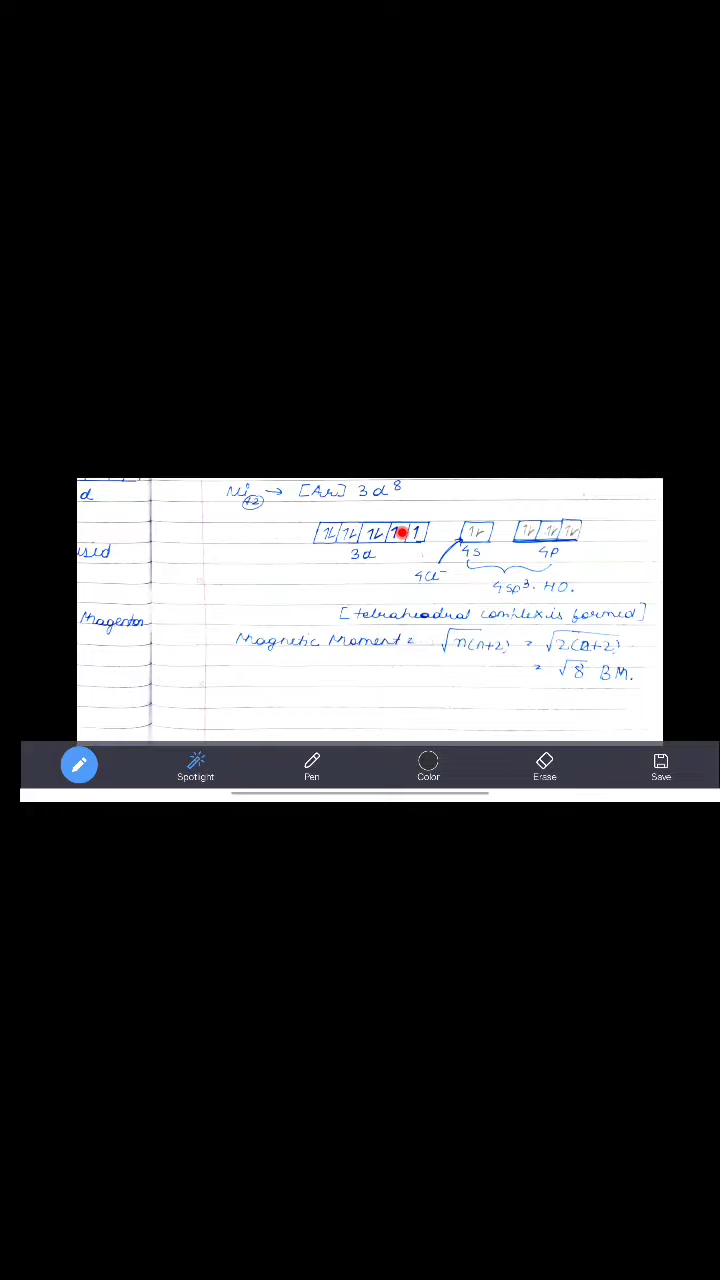 d
Ni(+2) → [Ar] 3d⁸
1L 1L 1L 1 1 1r 1r 1r 1r
used
3d 4s 4p
4Cl⁻
4sp³. HO.
Magenton
[tetrahedral complex is formed]
Magnetic Moment = √n(n+2) = √2(2+2)
= √8 BM.
Spotlight Pen Color Erase Save